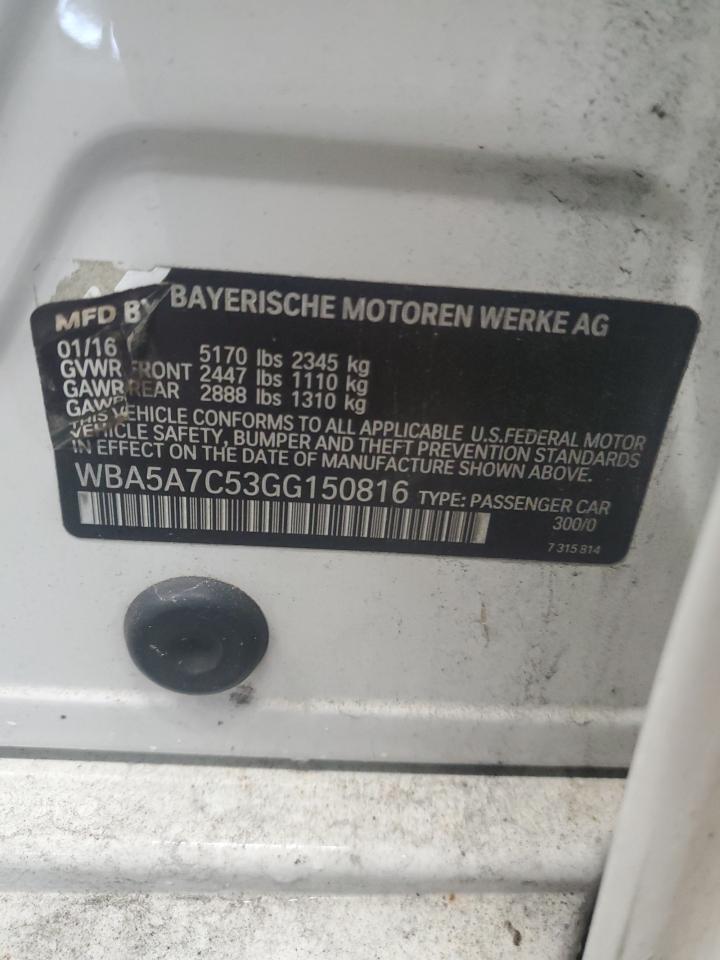 MFD BY BAYERISCHE MOTOREN WERKE AG
01/16
GVWR 5170 lbs 2345 kg
GAWR FRONT 2447 lbs 1110 kg
GAWR REAR 2888 lbs 1310 kg
THIS VEHICLE CONFORMS TO ALL APPLICABLE U.S.FEDERAL MOTOR
VEHICLE SAFETY, BUMPER AND THEFT PREVENTION STANDARDS
IN EFFECT ON THE DATE OF MANUFACTURE SHOWN ABOVE.
WBA5A7C53GG150816 TYPE: PASSENGER CAR
300/0
7 315 814